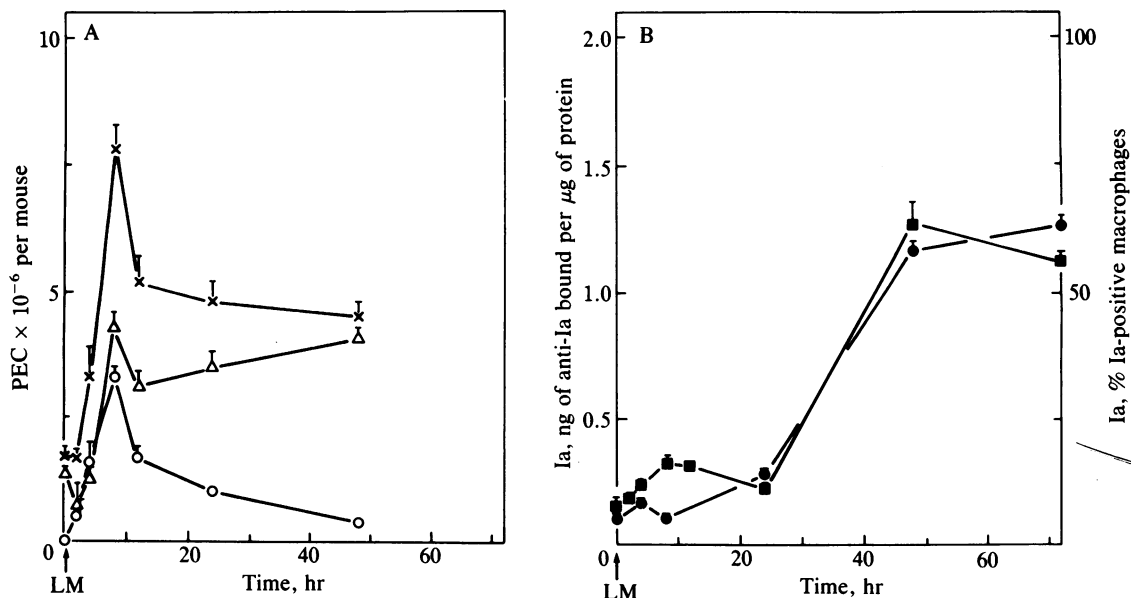 A
10
5
0
20
40
60
LM
Time, hr
PEC × 10⁻⁶ per mouse
B
2.0
1.5
1.0
0.5
0
20
40
60
LM
Time, hr
Ia, ng of anti-Ia bound per μg of protein
100
50
Ia, % Ia-positive macrophages